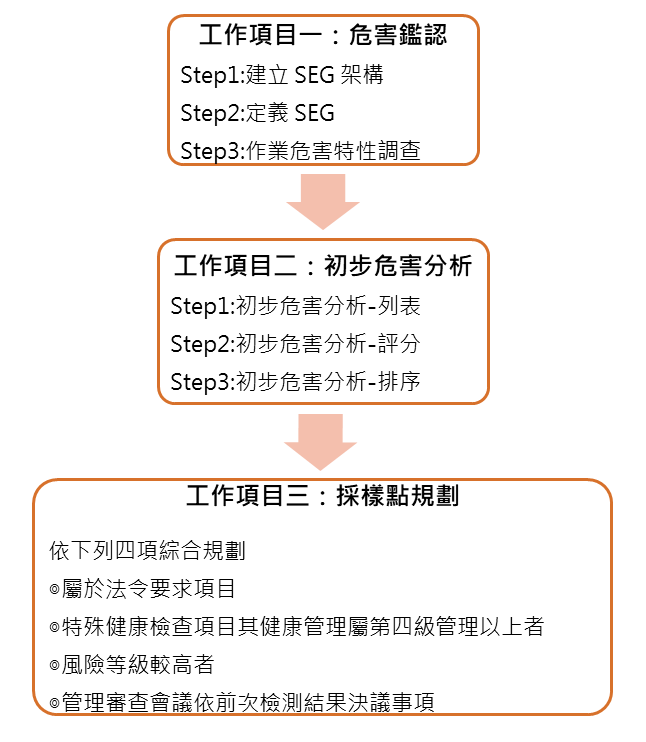 工作項目一：危害鑑認
Step1:建立 SEG 架構
Step2:定義 SEG
Step3:作業危害特性調查
工作項目二：初步危害分析
Step1:初步危害分析-列表
Step2:初步危害分析-評分
Step3:初步危害分析-排序
工作項目三：採樣點規劃
依下列四項綜合規劃
◎屬於法令要求項目
◎特殊健康檢查項目其健康管理屬第四級管理以上者
◎風險等級較高者
◎管理審查會議依前次檢測結果決議事項